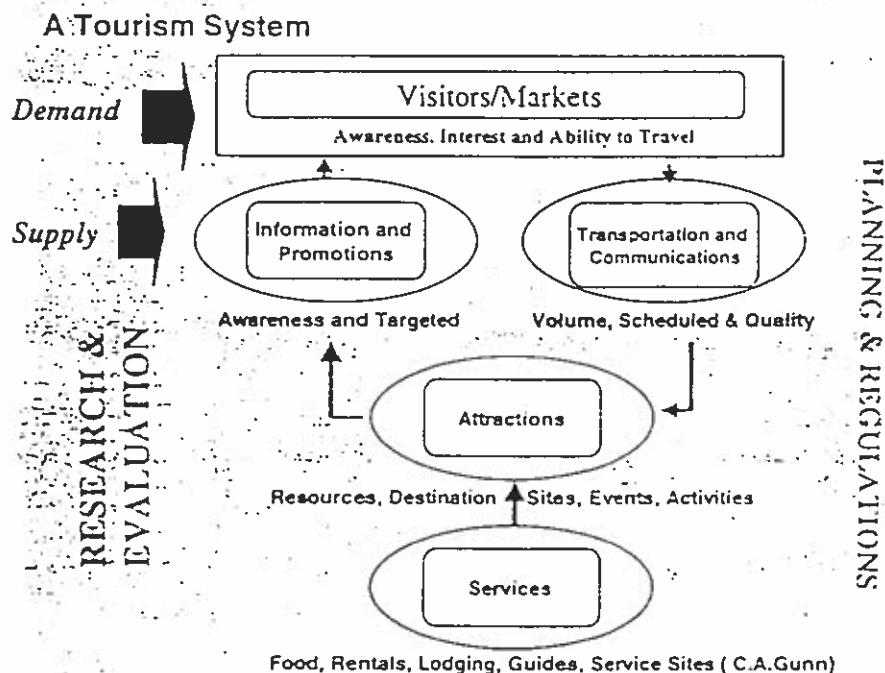 A Tourism System
Demand
Visitors/Markets
Awareness, Interest and Ability to Travel
Supply
Information and
Promotions
Transportation and
Communications
Awareness and Targeted
Volume, Scheduled & Quality
RESEARCH &
EVALUATION
PLANNING & REGULATIONS
Attractions
Resources, Destination Sites, Events, Activities
Services
Food, Rentals, Lodging, Guides, Service Sites ( C.A.Gunn)